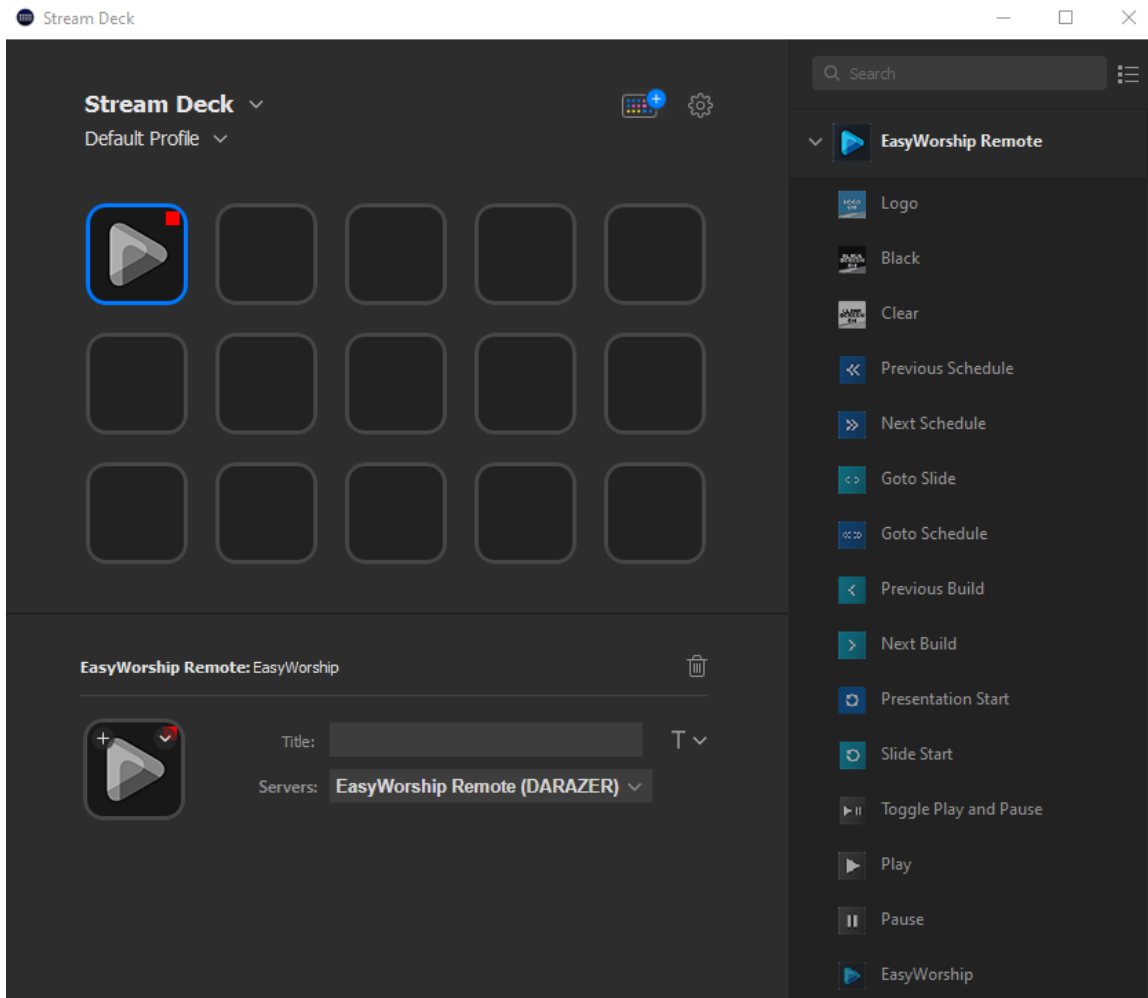 Stream Deck
Stream Deck
Default Profile
EasyWorship Remote: EasyWorship
Title:
Servers: EasyWorship Remote (DARAZER)
Search
EasyWorship Remote
Logo
Black
Clear
Previous Schedule
Next Schedule
Goto Slide
Goto Schedule
Previous Build
Next Build
Presentation Start
Slide Start
Toggle Play and Pause
Play
Pause
EasyWorship